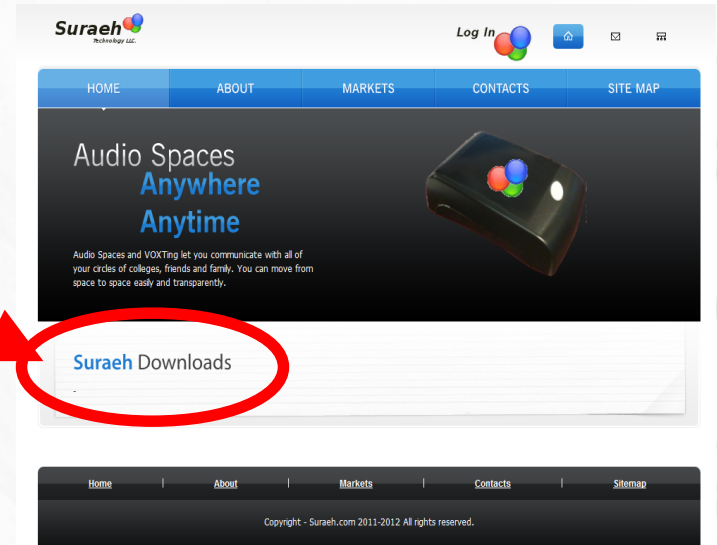 Suraeh
Technology LLC.
Log In
HOME ABOUT MARKETS CONTACTS SITE MAP
Audio Spaces
Anywhere
Anytime
Audio Spaces and VOXTing let you communicate with all of
your circles of colleges, friends and family. You can move from
space to space easily and transparently.
Suraeh Downloads
-
Home | About | Markets | Contacts | Sitemap
Copyright - Suraeh.com 2011-2012 All rights reserved.